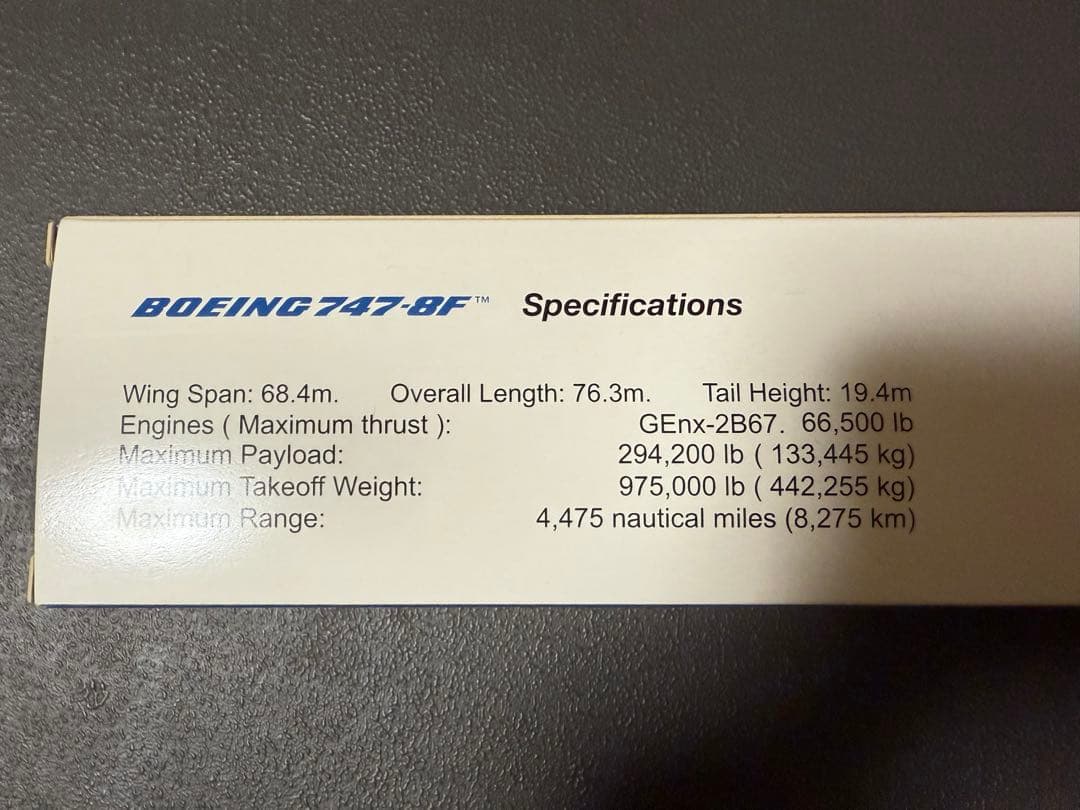 BOEING 747-8F™ Specifications
Wing Span: 68.4m. Overall Length: 76.3m. Tail Height: 19.4m
Engines ( Maximum thrust ): GEnx-2B67. 66,500 lb
Maximum Payload: 294,200 lb ( 133,445 kg)
Maximum Takeoff Weight: 975,000 lb ( 442,255 kg)
Maximum Range: 4,475 nautical miles (8,275 km)